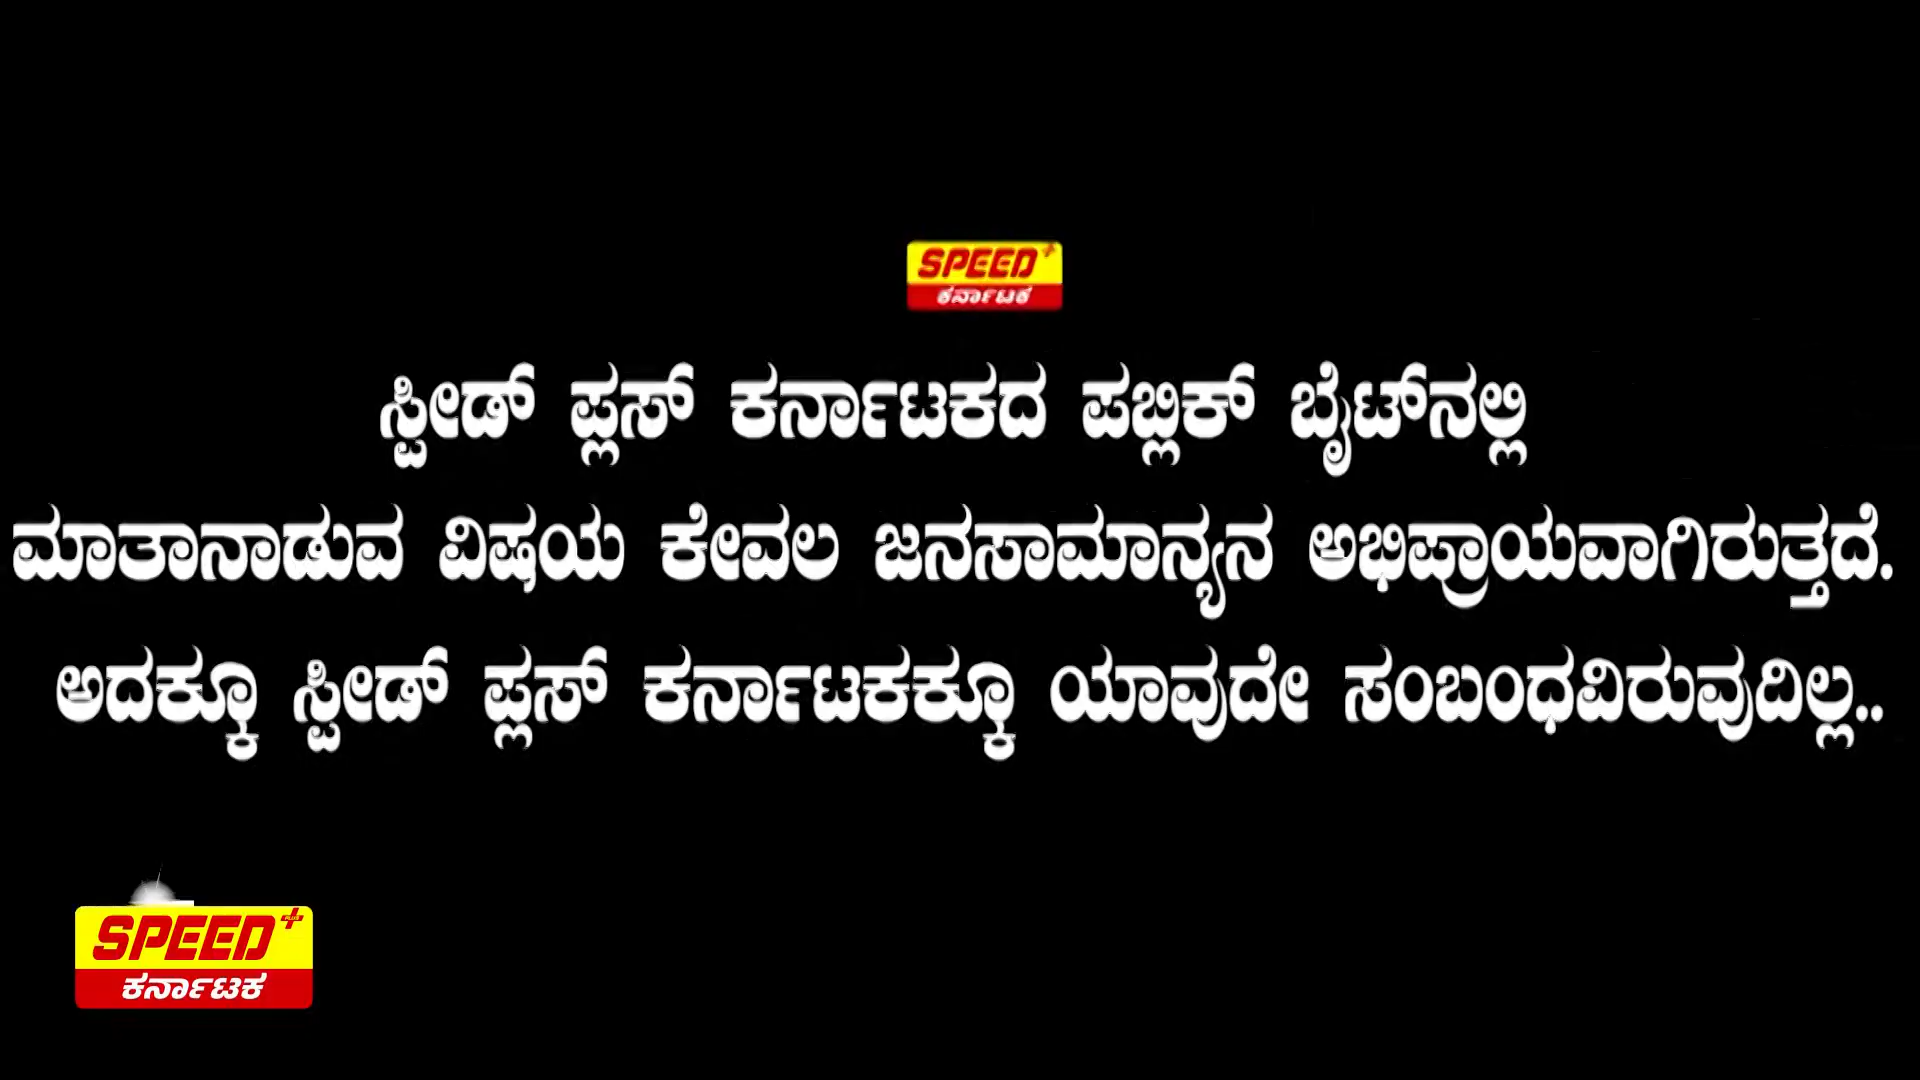 SPEED+
ಕರ್ನಾಟಕ
ಸ್ಪೀಡ್ ಪ್ಲಸ್ ಕರ್ನಾಟಕದ ಪಬ್ಲಿಕ್ ಬೈಟ್‌ನಲ್ಲಿ
ಮಾತಾನಾಡುವ ವಿಷಯ ಕೇವಲ ಜನಸಾಮಾನ್ಯನ ಅಭಿಪ್ರಾಯವಾಗಿರುತ್ತದೆ.
ಅದಕ್ಕೂ ಸ್ಪೀಡ್ ಪ್ಲಸ್ ಕರ್ನಾಟಕಕ್ಕೂ ಯಾವುದೇ ಸಂಬಂಧವಿರುವುದಿಲ್ಲ..
SPEED+ PLUS
ಕರ್ನಾಟಕ